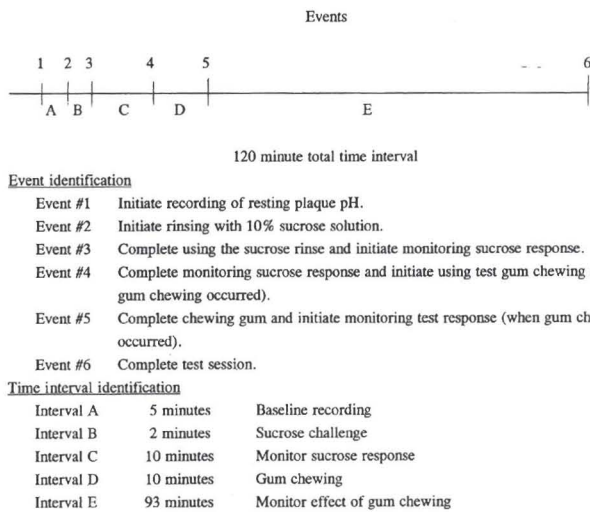 Events
1 2 3 4 5 6
A B C D E
120 minute total time interval
Event identification
Event #1 Initiate recording of resting plaque pH.
Event #2 Initiate rinsing with 10% sucrose solution.
Event #3 Complete using the sucrose rinse and initiate monitoring sucrose response.
Event #4 Complete monitoring sucrose response and initiate using test gum chewing
gum chewing occurred).
Event #5 Complete chewing gum and initiate monitoring test response (when gum ch
occurred).
Event #6 Complete test session.
Time interval identification
Interval A 5 minutes Baseline recording
Interval B 2 minutes Sucrose challenge
Interval C 10 minutes Monitor sucrose response
Interval D 10 minutes Gum chewing
Interval E 93 minutes Monitor effect of gum chewing